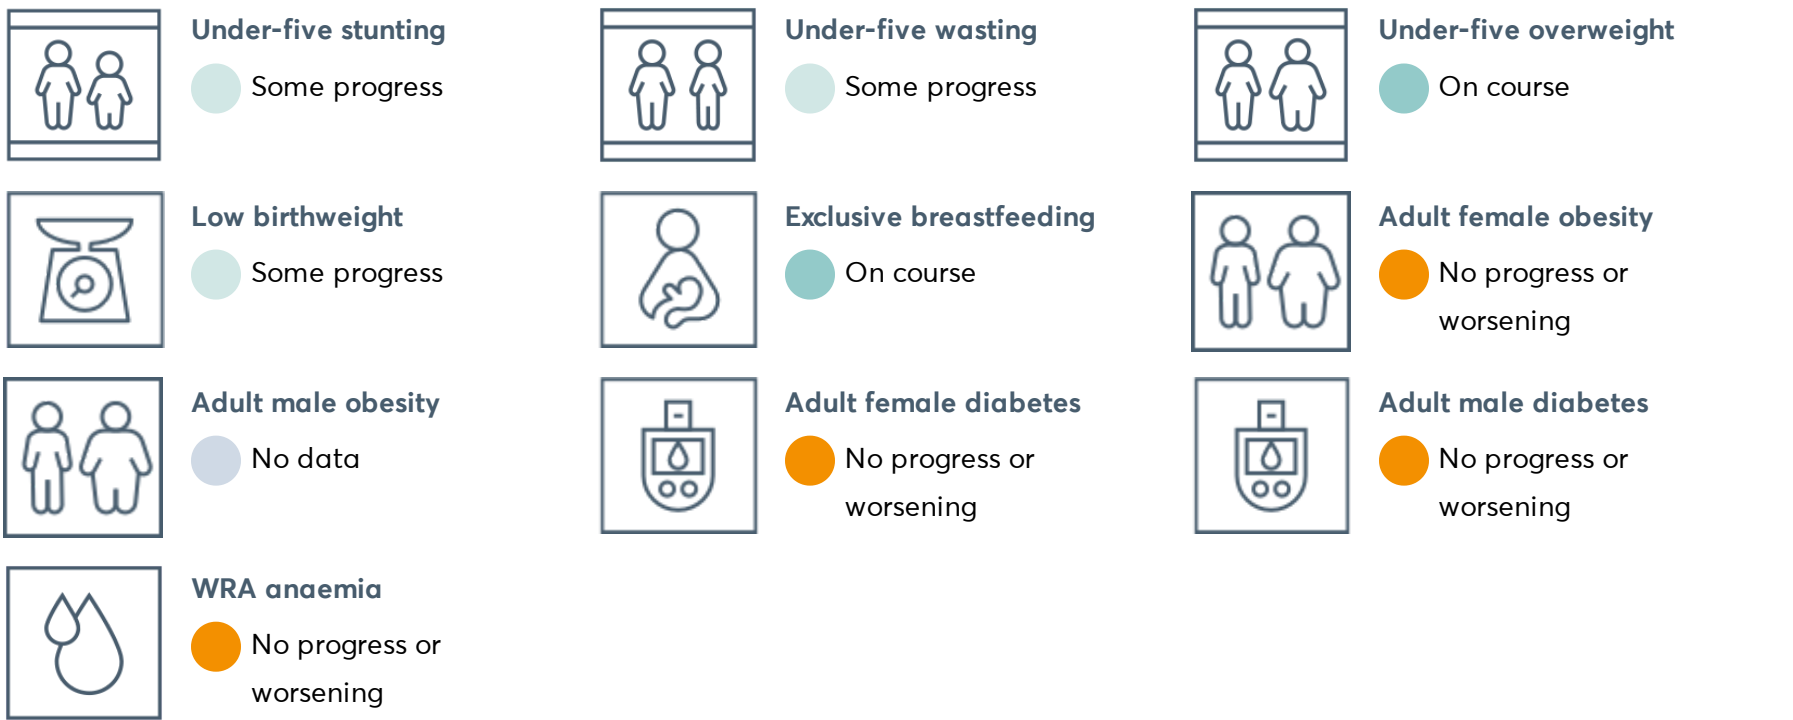 Under-five stunting
Some progress
Under-five wasting
Some progress
Under-five overweight
On course
Low birthweight
Some progress
Exclusive breastfeeding
On course
Adult female obesity
No progress or
worsening
Adult male obesity
No data
Adult female diabetes
No progress or
worsening
Adult male diabetes
No progress or
worsening
WRA anaemia
No progress or
worsening